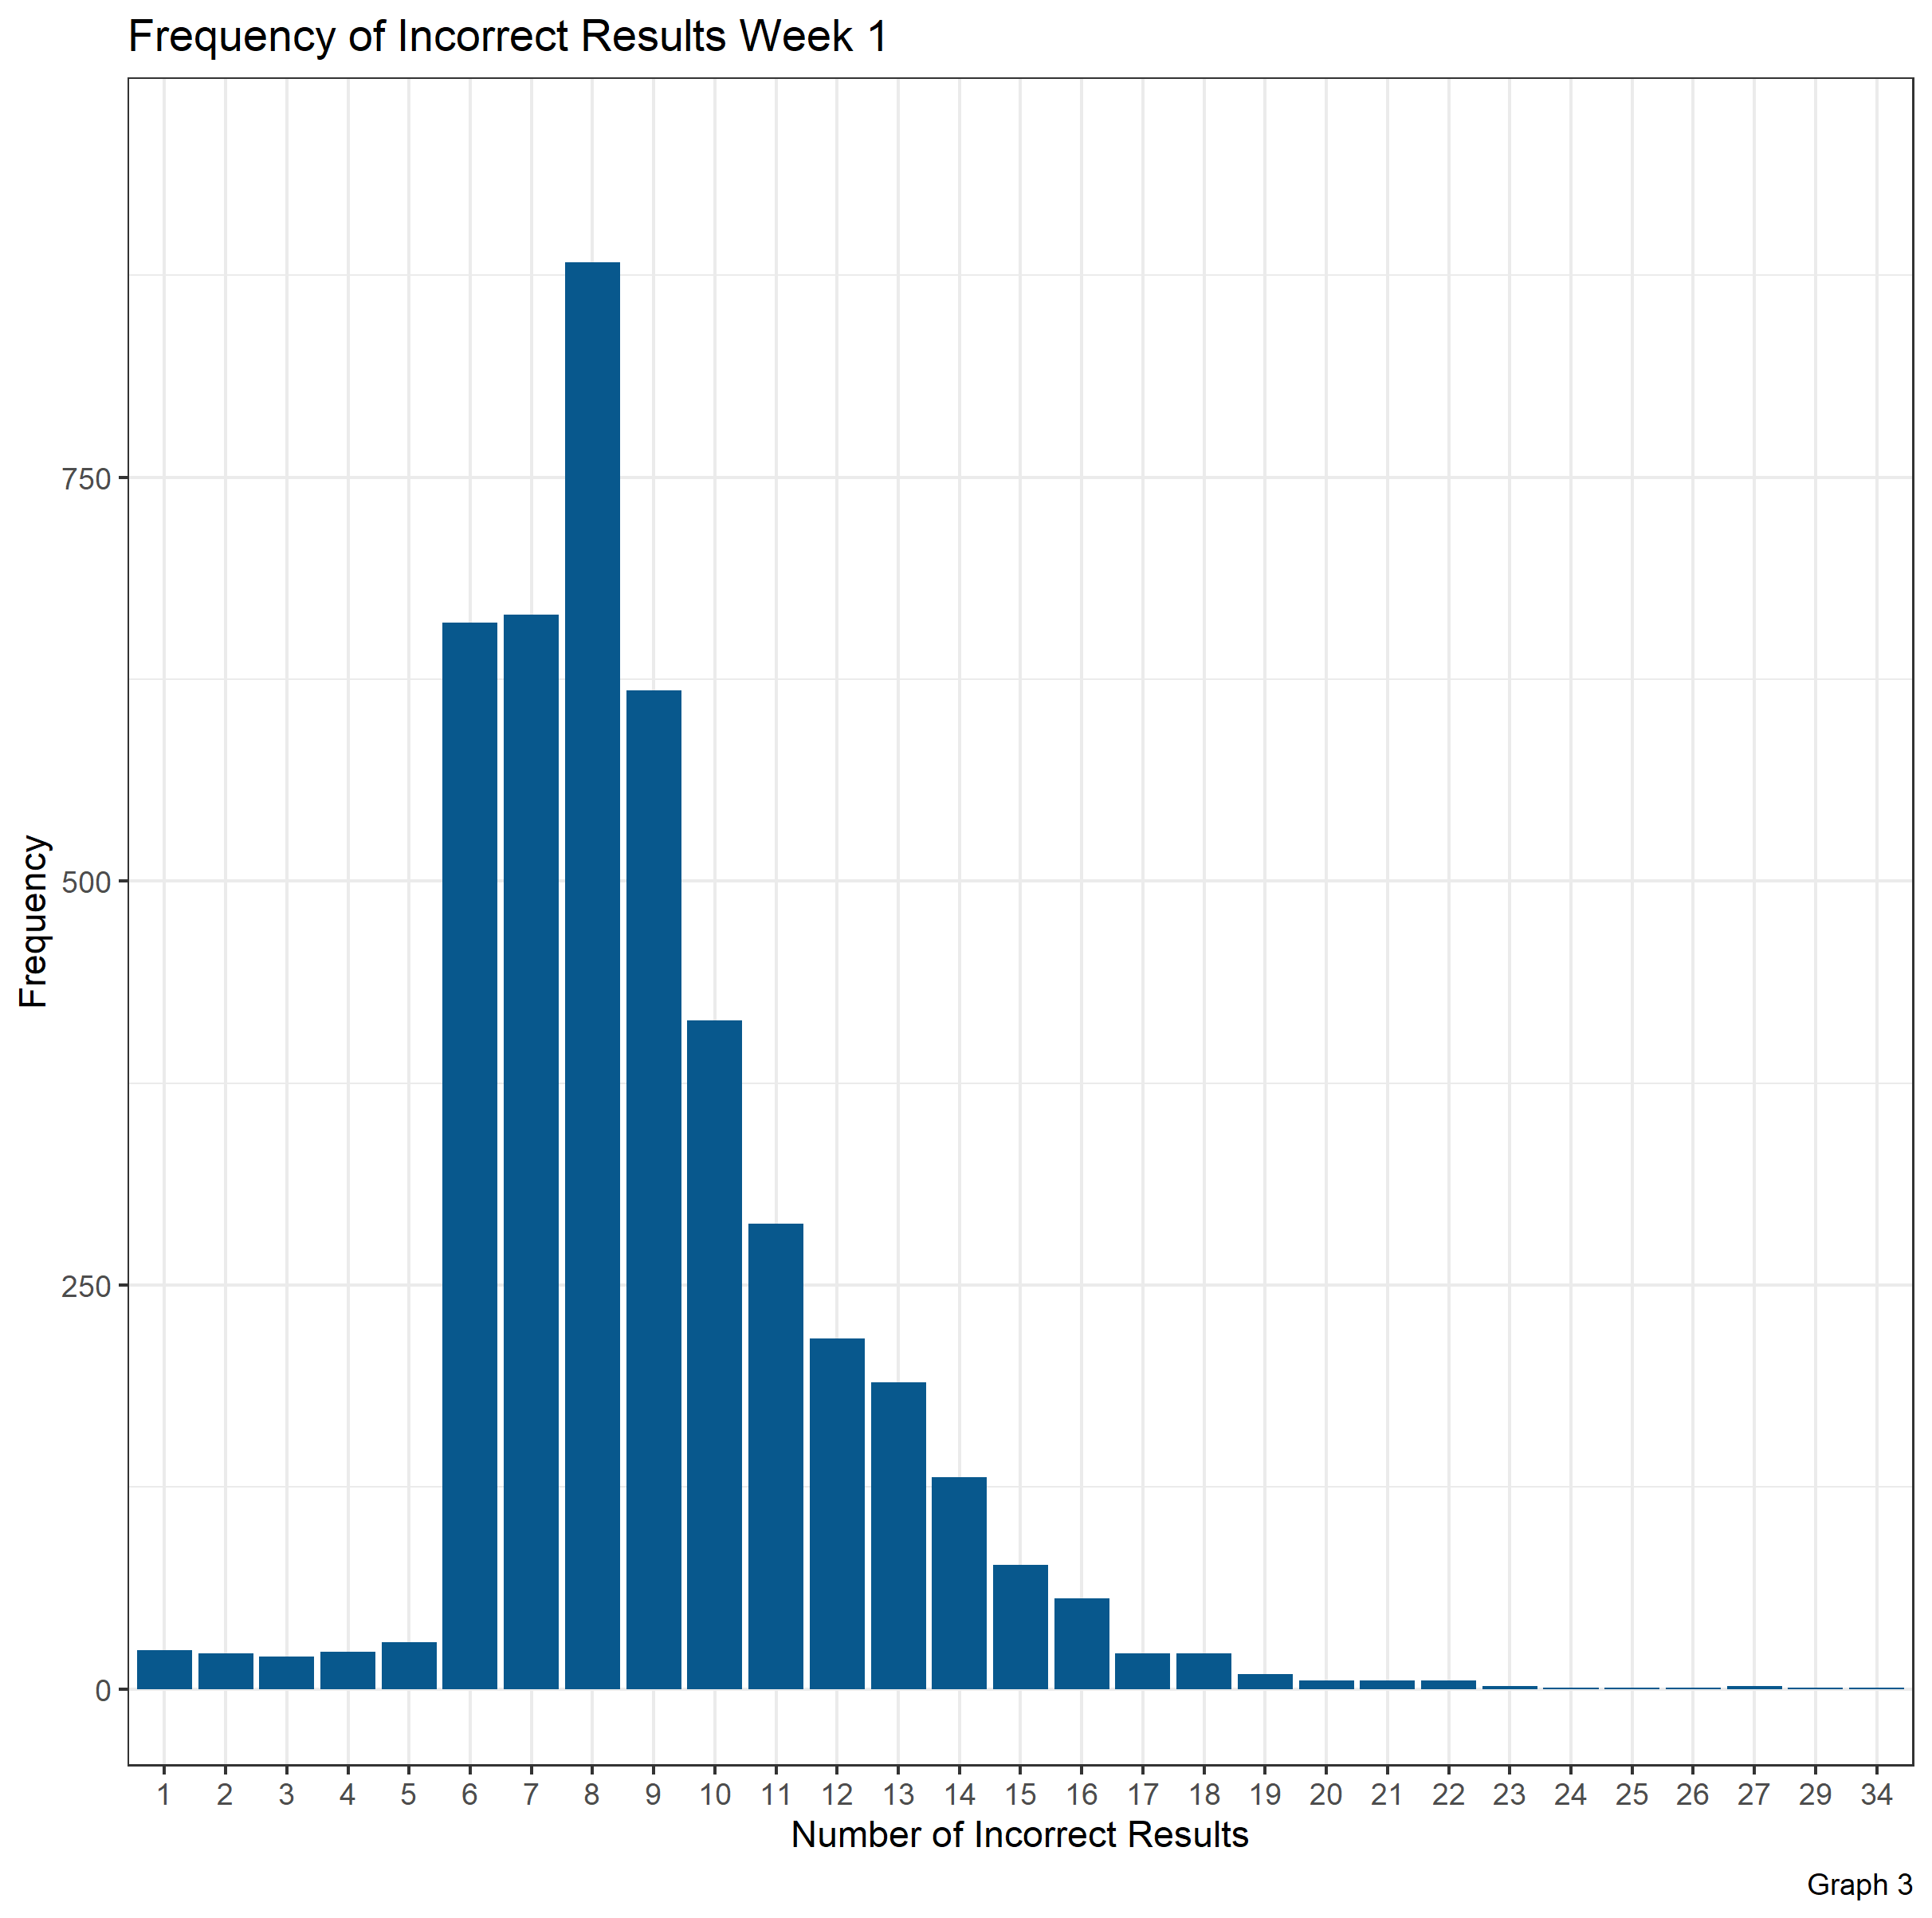 Frequency of Incorrect Results Week 1
Frequency
750
500
250
0
1 2 3 4 5 6 7 8 9 10 11 12 13 14 15 16 17 18 19 20 21 22 23 24 25 26 27 29 34
Number of Incorrect Results
Graph 3